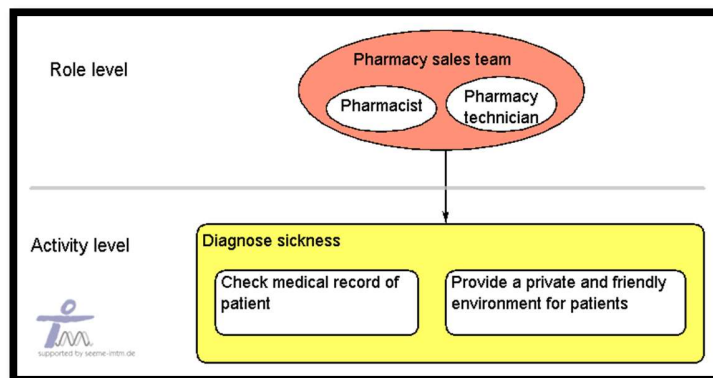 Role level
Pharmacy sales team
Pharmacist
Pharmacy
technician
Activity level
Diagnose sickness
Check medical record of
patient
Provide a private and friendly
environment for patients
supported by seeme-imtm.de